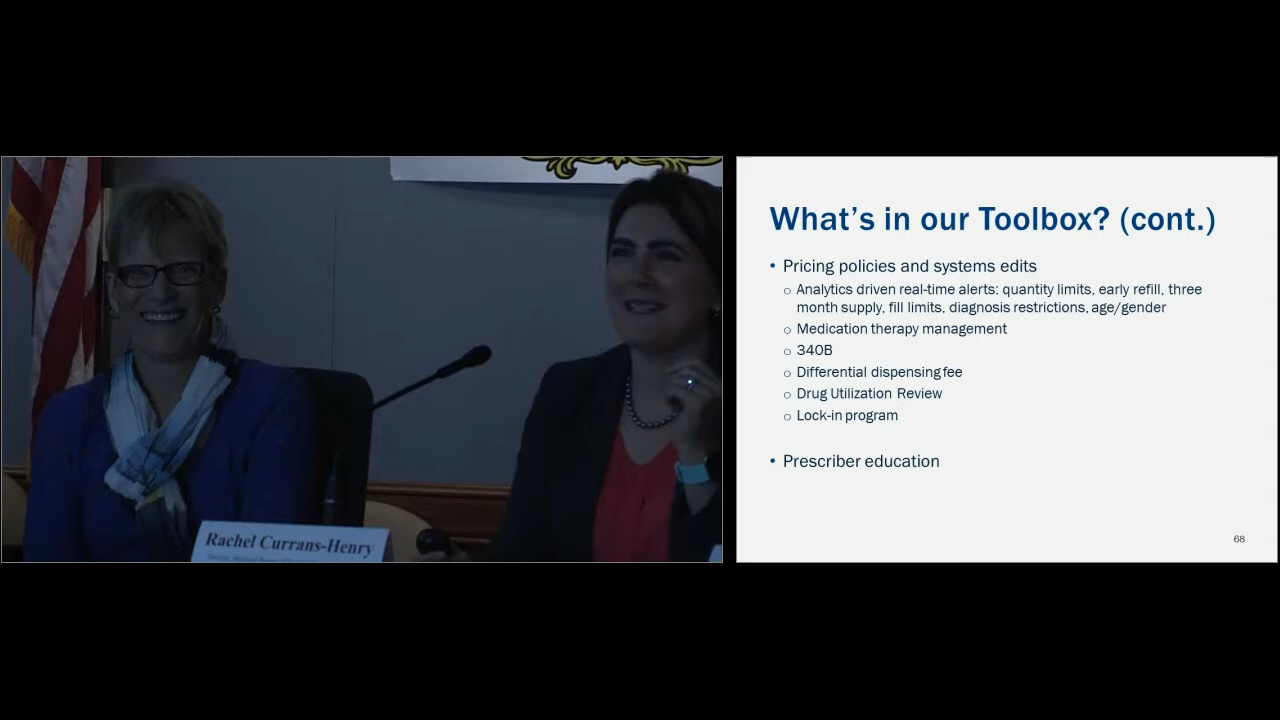 Rachel Currans-Henry
What's in our Toolbox? (cont.)
• Pricing policies and systems edits
o Analytics driven real-time alerts: quantity limits, early refill, three
month supply, fill limits, diagnosis restrictions, age/gender
o Medication therapy management
o 340B
o Differential dispensing fee
o Drug Utilization Review
o Lock-in program
• Prescriber education
68